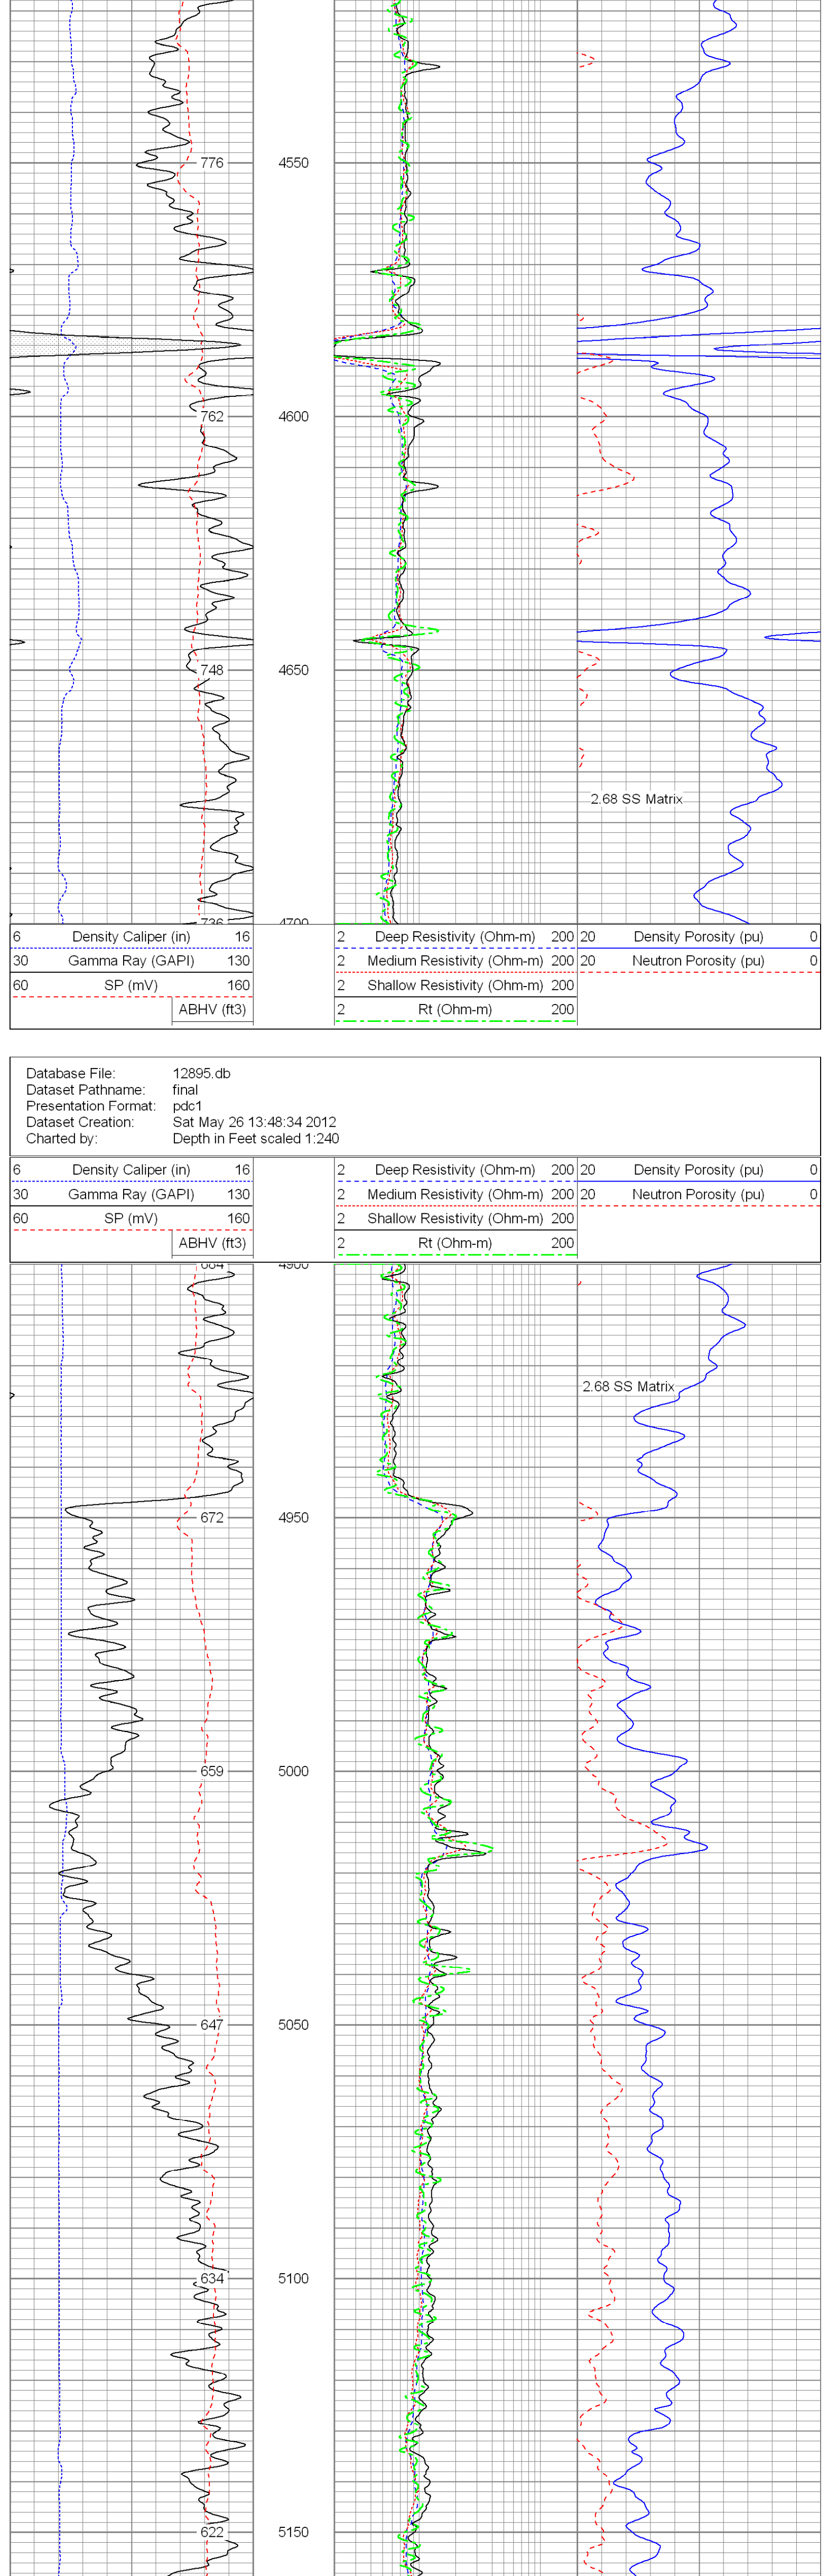 776 4550
762 4600
748 4650
2.68 SS Matrix
736 4700
6 Density Caliper (in) 16 2 Deep Resistivity (Ohm-m) 200 20 Density Porosity (pu) 0
30 Gamma Ray (GAPI) 130 2 Medium Resistivity (Ohm-m) 200 20 Neutron Porosity (pu) 0
60 SP (mV) 160 2 Shallow Resistivity (Ohm-m) 200
ABHV (ft3) 2 Rt (Ohm-m) 200
Database File: 12895.db
Dataset Pathname: final
Presentation Format: pdc1
Dataset Creation: Sat May 26 13:48:34 2012
Charted by: Depth in Feet scaled 1:240
6 Density Caliper (in) 16 2 Deep Resistivity (Ohm-m) 200 20 Density Porosity (pu) 0
30 Gamma Ray (GAPI) 130 2 Medium Resistivity (Ohm-m) 200 20 Neutron Porosity (pu) 0
60 SP (mV) 160 2 Shallow Resistivity (Ohm-m) 200
ABHV (ft3) 2 Rt (Ohm-m) 200
684 4900
2.68 SS Matrix
672 4950
659 5000
647 5050
634 5100
622 5150